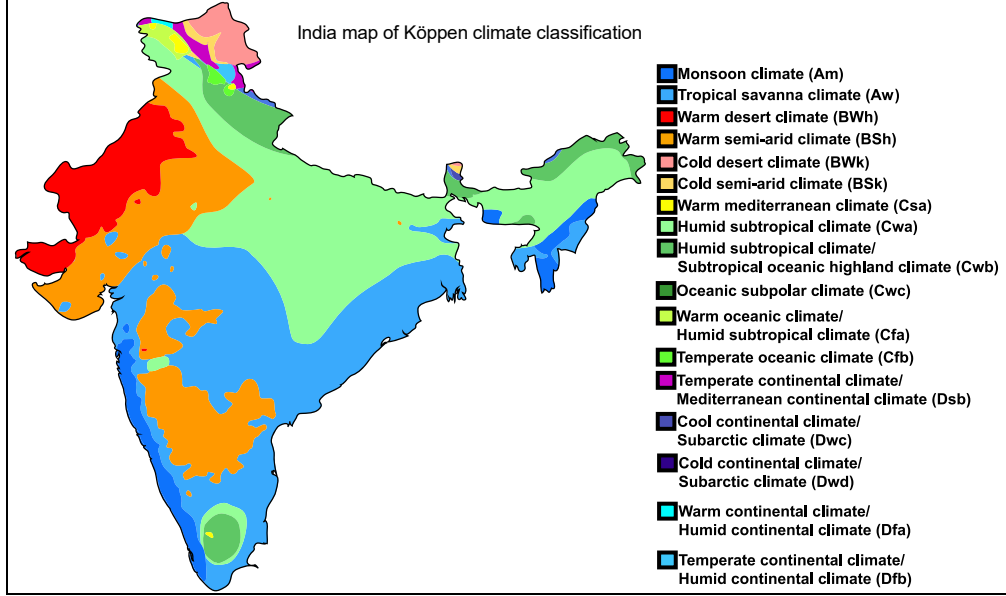 India map of Köppen climate classification
Monsoon climate (Am)
Tropical savanna climate (Aw)
Warm desert climate (BWh)
Warm semi-arid climate (BSh)
Cold desert climate (BWk)
Cold semi-arid climate (BSk)
Warm mediterranean climate (Csa)
Humid subtropical climate (Cwa)
Humid subtropical climate/
Subtropical oceanic highland climate (Cwb)
Oceanic subpolar climate (Cwc)
Warm oceanic climate/
Humid subtropical climate (Cfa)
Temperate oceanic climate (Cfb)
Temperate continental climate/
Mediterranean continental climate (Dsb)
Cool continental climate/
Subarctic climate (Dwc)
Cold continental climate/
Subarctic climate (Dwd)
Warm continental climate/
Humid continental climate (Dfa)
Temperate continental climate/
Humid continental climate (Dfb)